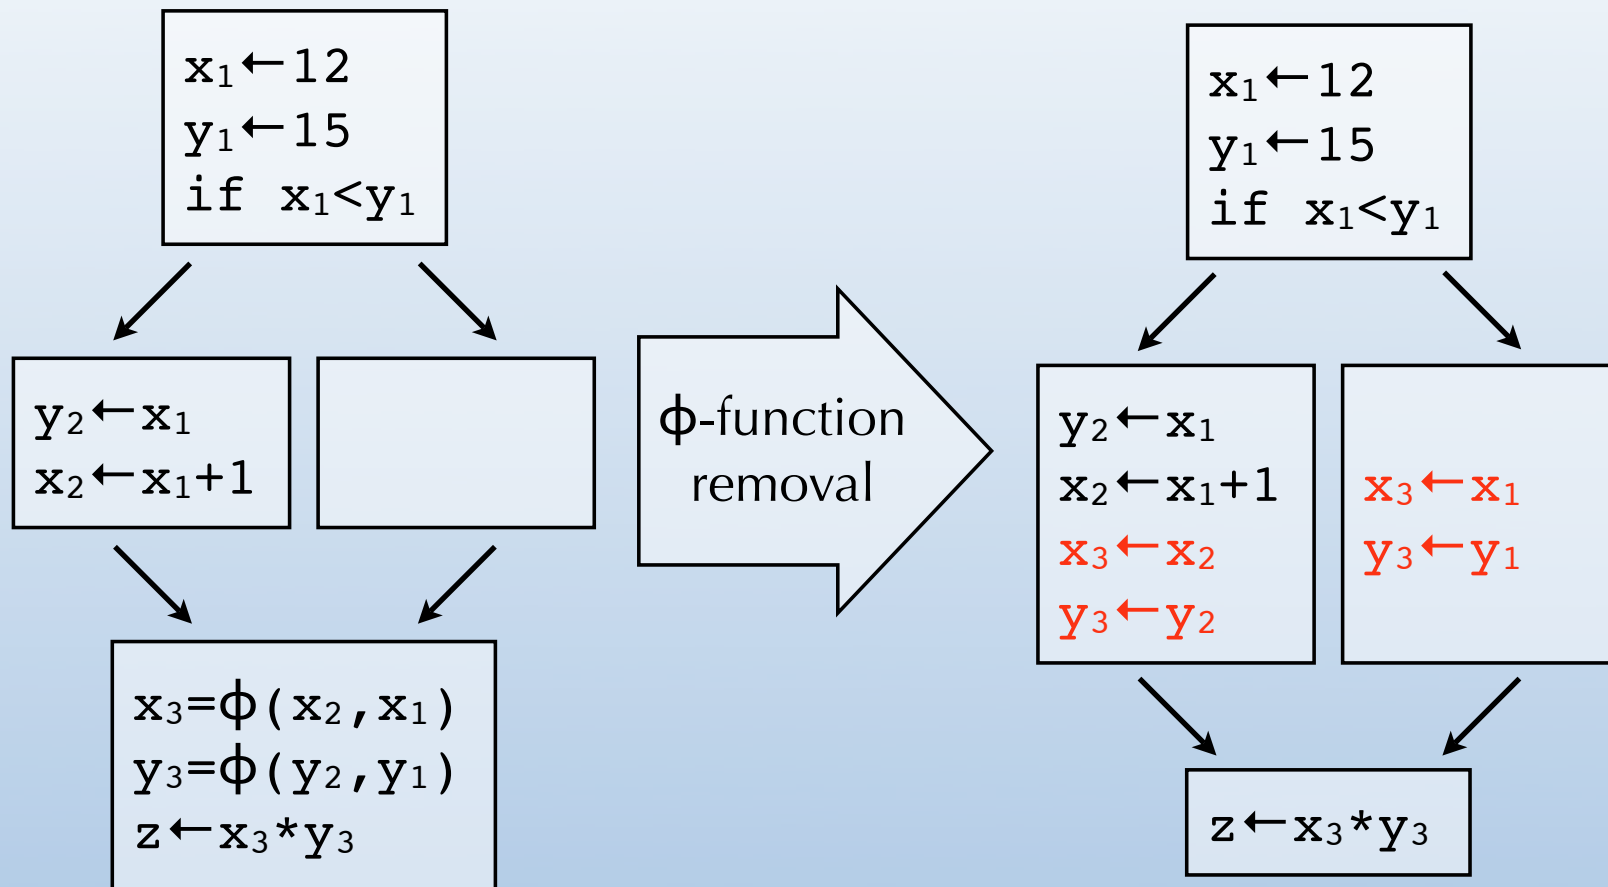 x₁←12
y₁←15
if x₁<y₁
y₂←x₁
x₂←x₁+1
x₃=ϕ(x₂,x₁)
y₃=ϕ(y₂,y₁)
z←x₃*y₃
ϕ-function
removal
x₁←12
y₁←15
if x₁<y₁
y₂←x₁
x₂←x₁+1
x₃←x₂
y₃←y₂
x₃←x₁
y₃←y₁
z←x₃*y₃